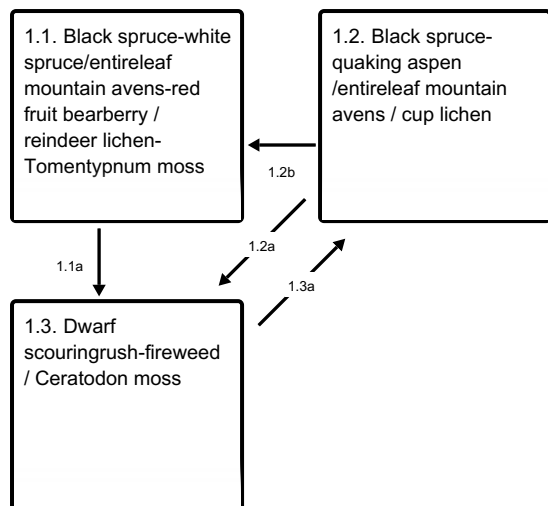 1.1. Black spruce-white
spruce/entireleaf
mountain avens-red
fruit bearberry /
reindeer lichen-
Tomentypnum moss
1.2. Black spruce-
quaking aspen
/entireleaf mountain
avens / cup lichen
1.2b
1.2a
1.1a
1.3a
1.3. Dwarf
scouringrush-fireweed
/ Ceratodon moss